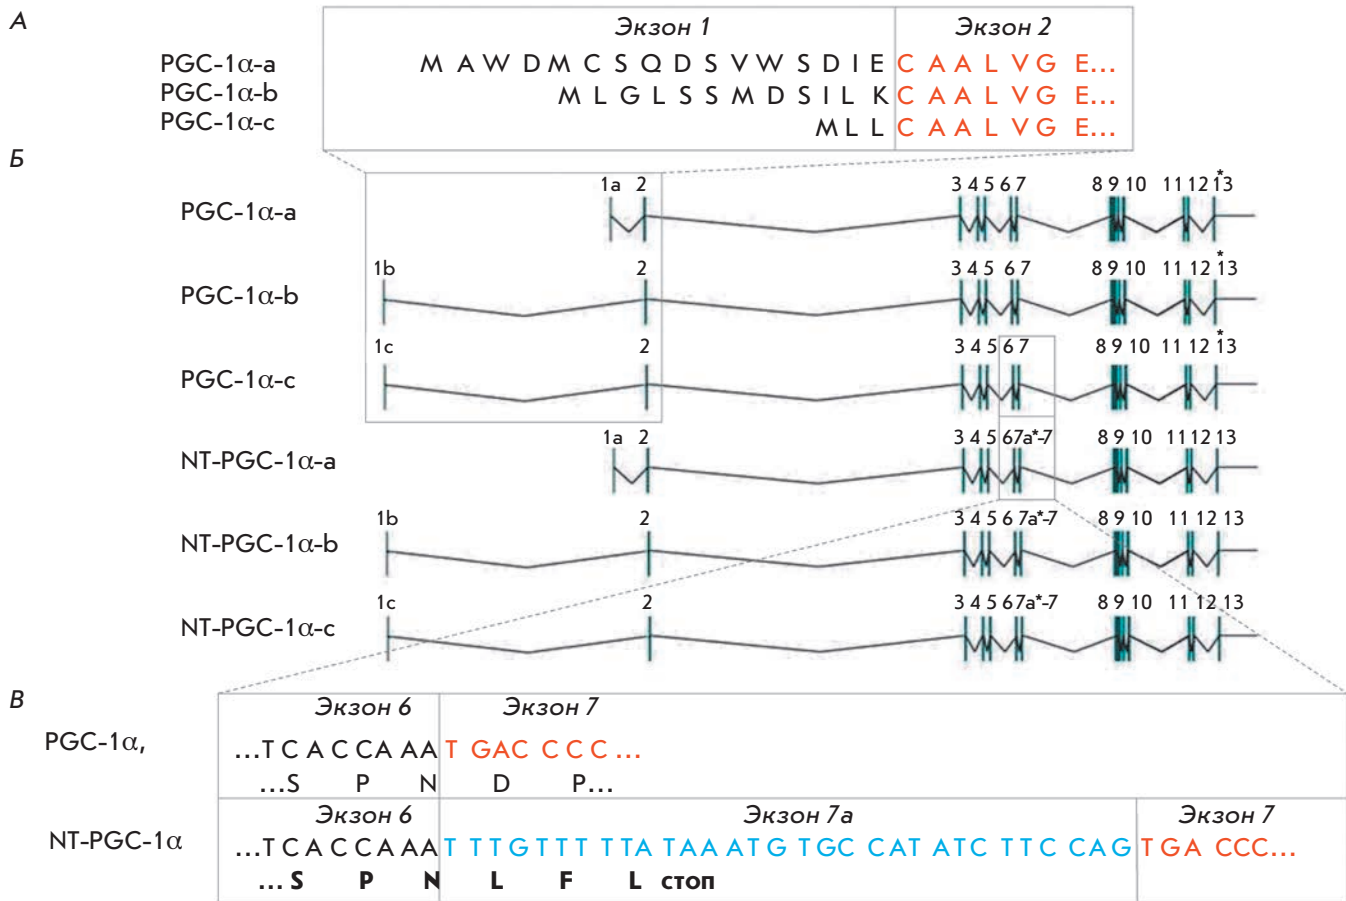 А
Экзон 1 Экзон 2
PGC-1α-a M A W D M C S Q D S V W S D I E C A A L V G E...
PGC-1α-b M L G L S S M D S I L K C A A L V G E...
PGC-1α-c M L L C A A L V G E...
Б
1a 2 3 4 5 6 7 8 9 10 11 12 13*
PGC-1α-a
1b 2 3 4 5 6 7 8 9 10 11 12 13*
PGC-1α-b
1c 2 3 4 5 6 7 8 9 10 11 12 13*
PGC-1α-c
1a 2 3 4 5 67a*-7 8 9 10 11 12 13
NT-PGC-1α-a
1b 2 3 4 5 6 7a*-7 8 9 10 11 12 13
NT-PGC-1α-b
1c 2 3 4 5 67a*-7 8 9 10 11 12 13
NT-PGC-1α-c
В
Экзон 6 Экзон 7
PGC-1α, ...T C A C C A A A T G A C C C C ...
...S P N D P...
Экзон 6 Экзон 7a Экзон 7
NT-PGC-1α ...T C A C C A A A T T T G T T T T T A T A A A T G T G C C A T A T C T T C C A G T G A C C C...
... S P N L F L стоп